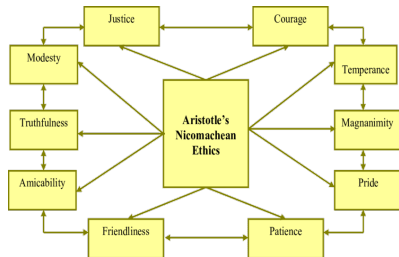 Justice
Courage
Modesty
Temperance
Truthfulness
Aristotle's
Nicomachean
Ethics
Magnanimity
Amicability
Pride
Friendliness
Patience